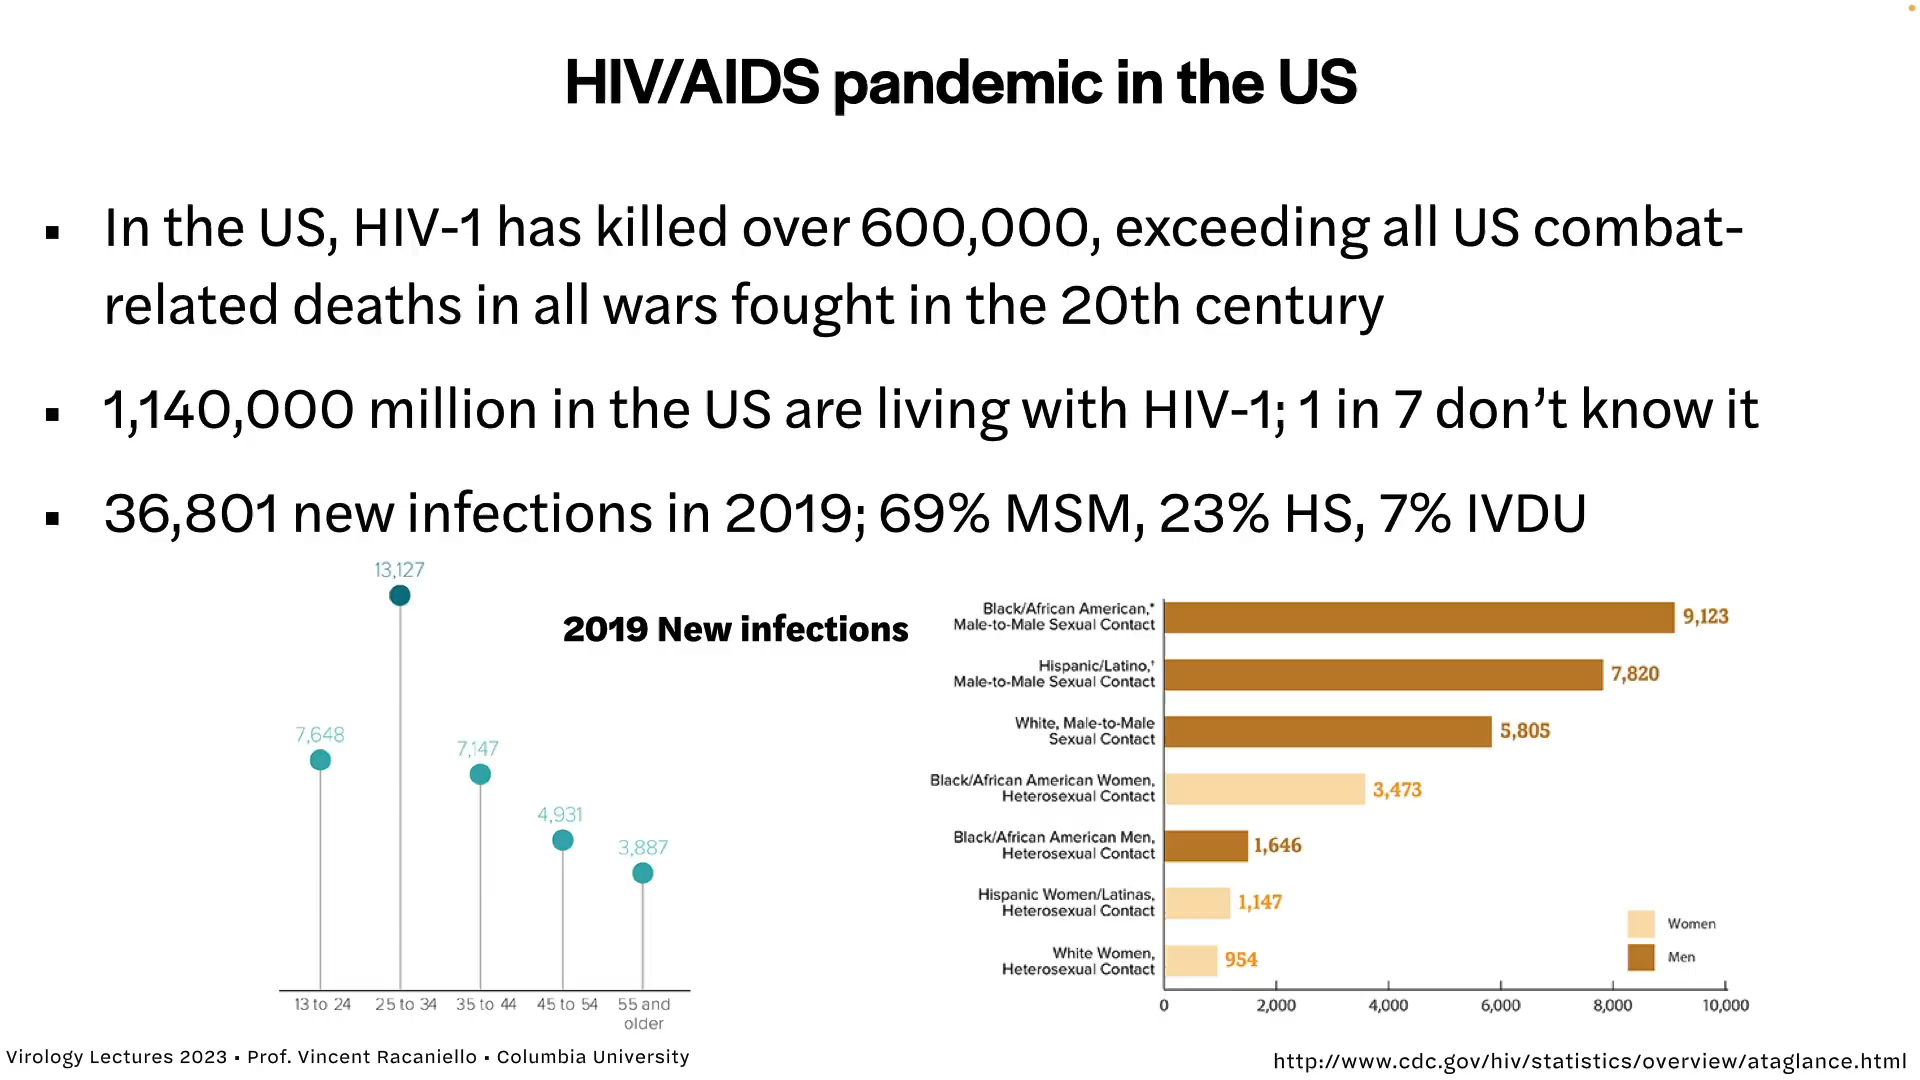 HIV/AIDS pandemic in the US
▪ In the US, HIV-1 has killed over 600,000, exceeding all US combat-
related deaths in all wars fought in the 20th century
▪ 1,140,000 million in the US are living with HIV-1; 1 in 7 don’t know it
▪ 36,801 new infections in 2019; 69% MSM, 23% HS, 7% IVDU
13,127
7,648
7,147
4,931
3,887
13 to 24
25 to 34
35 to 44
45 to 54
55 and
older
2019 New infections
Black/African American,*
Male-to-Male Sexual Contact
9,123
Hispanic/Latino,†
Male-to-Male Sexual Contact
7,820
White, Male-to-Male
Sexual Contact
5,805
Black/African American Women,
Heterosexual Contact
3,473
Black/African American Men,
Heterosexual Contact
1,646
Hispanic Women/Latinas,
Heterosexual Contact
1,147
White Women,
Heterosexual Contact
954
Women
Men
0 2,000 4,000 6,000 8,000 10,000
Virology Lectures 2023 • Prof. Vincent Racaniello • Columbia University
http://www.cdc.gov/hiv/statistics/overview/ataglance.html